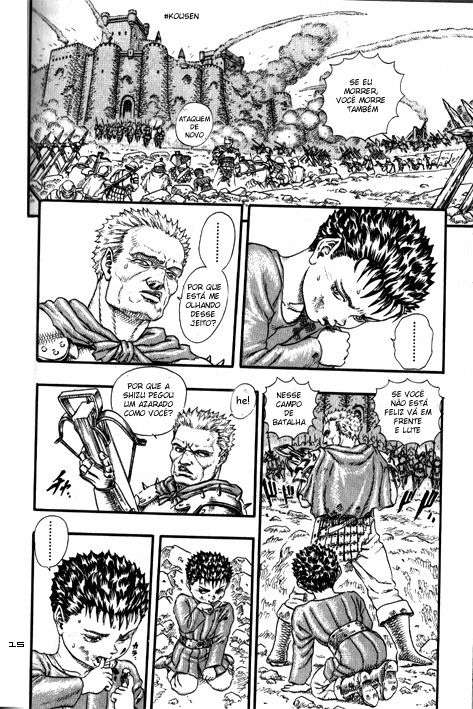 #KOUSEN
SE EU
MORRER,
VOCÊ MORRE
TAMBÉM
ATAQUEM
DE
NOVO
........
POR QUE
ESTÁ ME
OLHANDO
DESSE
JEITO?
........
POR QUE A
SHIZU PEGOU
UM AZARADO
COMO VOCÊ?
he!
SE VOCÊ
NÃO ESTÁ
FELIZ VÁ EM
FRENTE
E LUTE
NESSE
CAMPO
DE
BATALHA
........
15